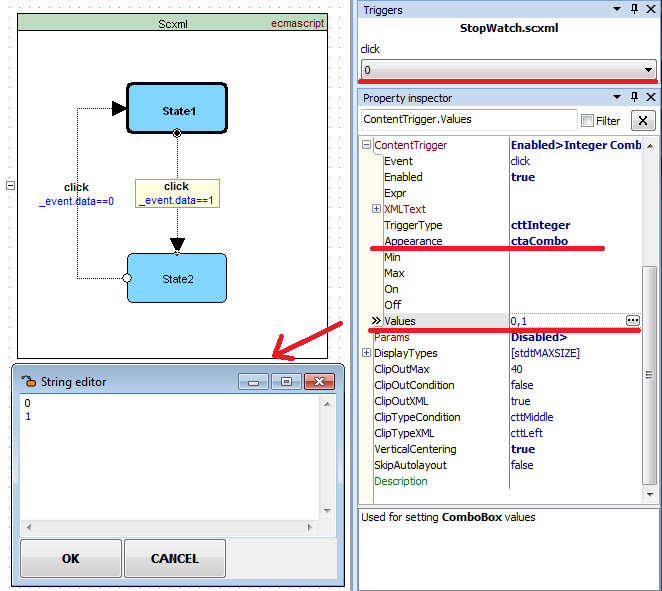 Scxml
ecmascript
State1
click
_event.data==0
click
_event.data==1
State2
String editor
0
1
OK
CANCEL
Triggers
StopWatch.scxml
click
0
Property inspector
ContentTrigger.Values
Filter
X
ContentTrigger Enabled>Integer Comb
Event click
Enabled true
Expr
XMLText
TriggerType cttInteger
Appearance ctaCombo
Min
Max
On
Off
Values 0,1
Params Disabled>
DisplayTypes [stdtMAXSIZE]
ClipOutMax 40
ClipOutCondition false
ClipOutXML true
ClipTypeCondition cttMiddle
ClipTypeXML cttLeft
VerticalCentering true
SkipAutolayout false
Description
Used for setting ComboBox values